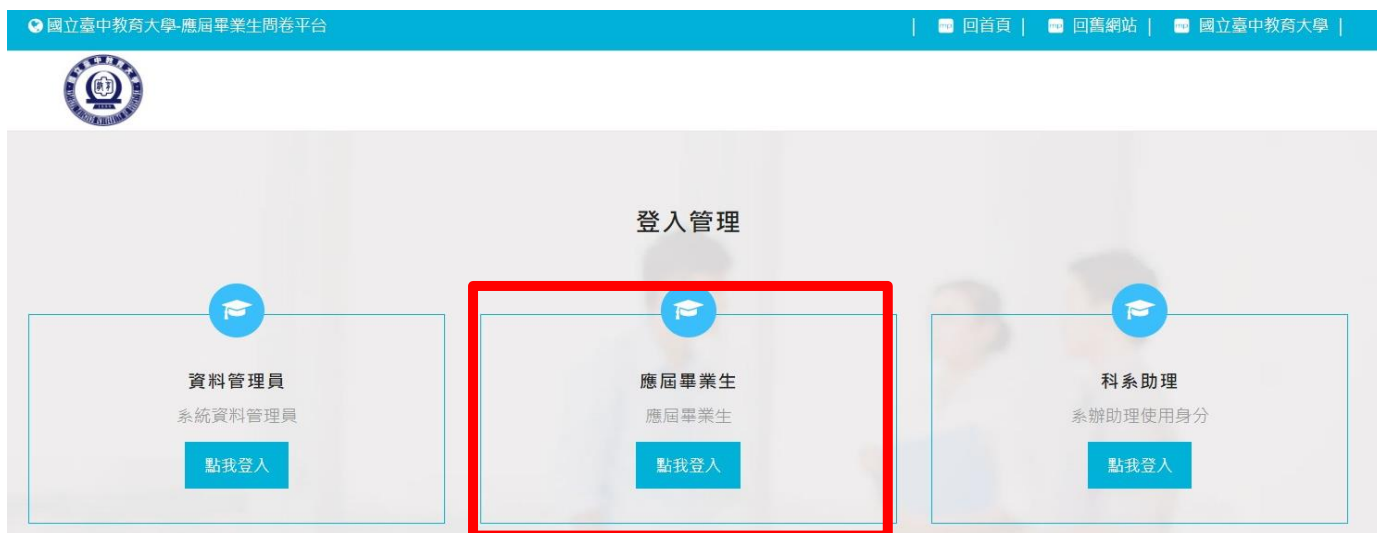 國立臺中教育大學-應屆畢業生問卷平台
| 回首頁 | 回舊網站 | 國立臺中教育大學 |
登入管理
資料管理員
系統資料管理員
點我登入
應屆畢業生
應屆畢業生
點我登入
科系助理
系辦助理使用身分
點我登入